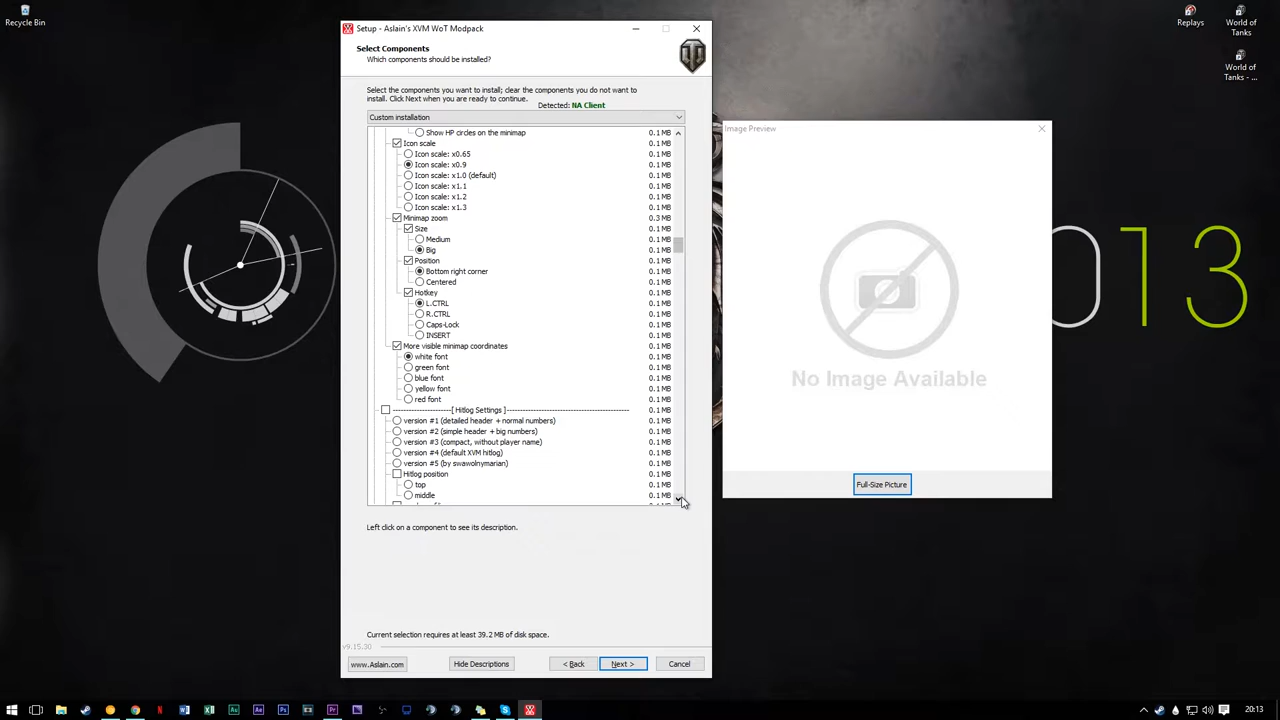 Recycle Bin
Replays
World of
Tanks
World of
Tanks - ...
Setup - Aslain's XVM WoT Modpack
Select Components
Which components should be installed?
Select the components you want to install; clear the components you do not want to
install. Click Next when you are ready to continue.
Detected: NA Client
Custom installation
Show HP circles on the minimap 0.1 MB
Icon scale 0.1 MB
Icon scale: x0.65 0.1 MB
Icon scale: x0.9 0.1 MB
Icon scale: x1.0 (default) 0.1 MB
Icon scale: x1.1 0.1 MB
Icon scale: x1.2 0.1 MB
Icon scale: x1.3 0.1 MB
Minimap zoom 0.3 MB
Size 0.1 MB
Medium 0.1 MB
Big 0.1 MB
Position 0.1 MB
Bottom right corner 0.1 MB
Centered 0.1 MB
Hotkey 0.1 MB
L.CTRL 0.1 MB
R.CTRL 0.1 MB
Caps-Lock 0.1 MB
INSERT 0.1 MB
More visible minimap coordinates 0.1 MB
white font 0.1 MB
green font 0.1 MB
blue font 0.1 MB
yellow font 0.1 MB
red font 0.1 MB
----------------------[ Hitlog Settings ]---------------------------------------------- 0.1 MB
version #1 (detailed header + normal numbers) 0.1 MB
version #2 (simple header + big numbers) 0.1 MB
version #3 (compact, without player name) 0.1 MB
version #4 (default XVM hitlog) 0.1 MB
version #5 (by swawolnymarian) 0.1 MB
Hitlog position 0.1 MB
top 0.1 MB
middle 0.1 MB
Left click on a component to see its description.
Current selection requires at least 39.2 MB of disk space.
v9.15.30
www.Aslain.com
Hide Descriptions
< Back
Next >
Cancel
Image Preview
No Image Available
Full-Size Picture
013
20:13